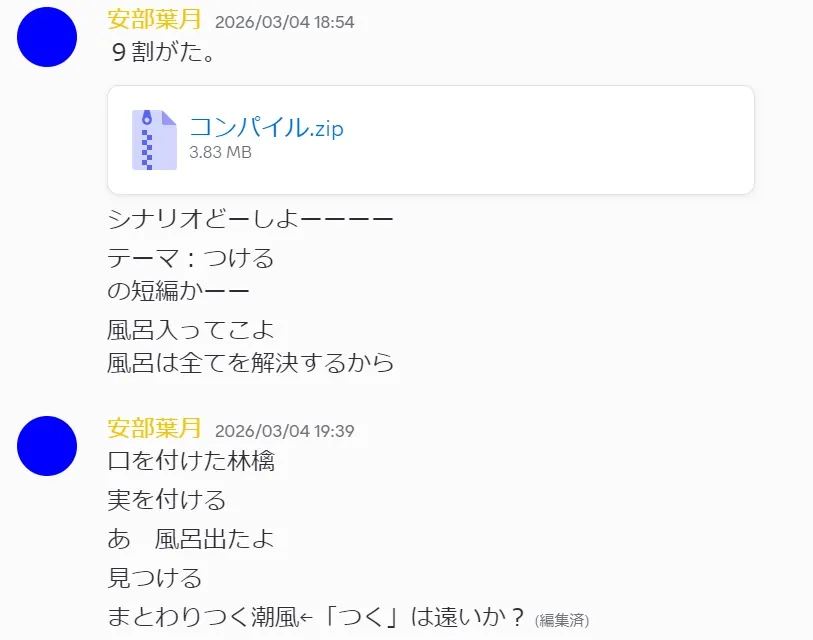 安部葉月 2026/03/04 18:54
９割がた。
コンパイル.zip
3.83 MB
シナリオどーしよーーーー
テーマ：つける
の短編かーー
風呂入ってこよ
風呂は全てを解決するから
安部葉月 2026/03/04 19:39
口を付けた林檎
実を付ける
あ　風呂出たよ
見つける
まとわりつく潮風←「つく」は遠いか？ (編集済)